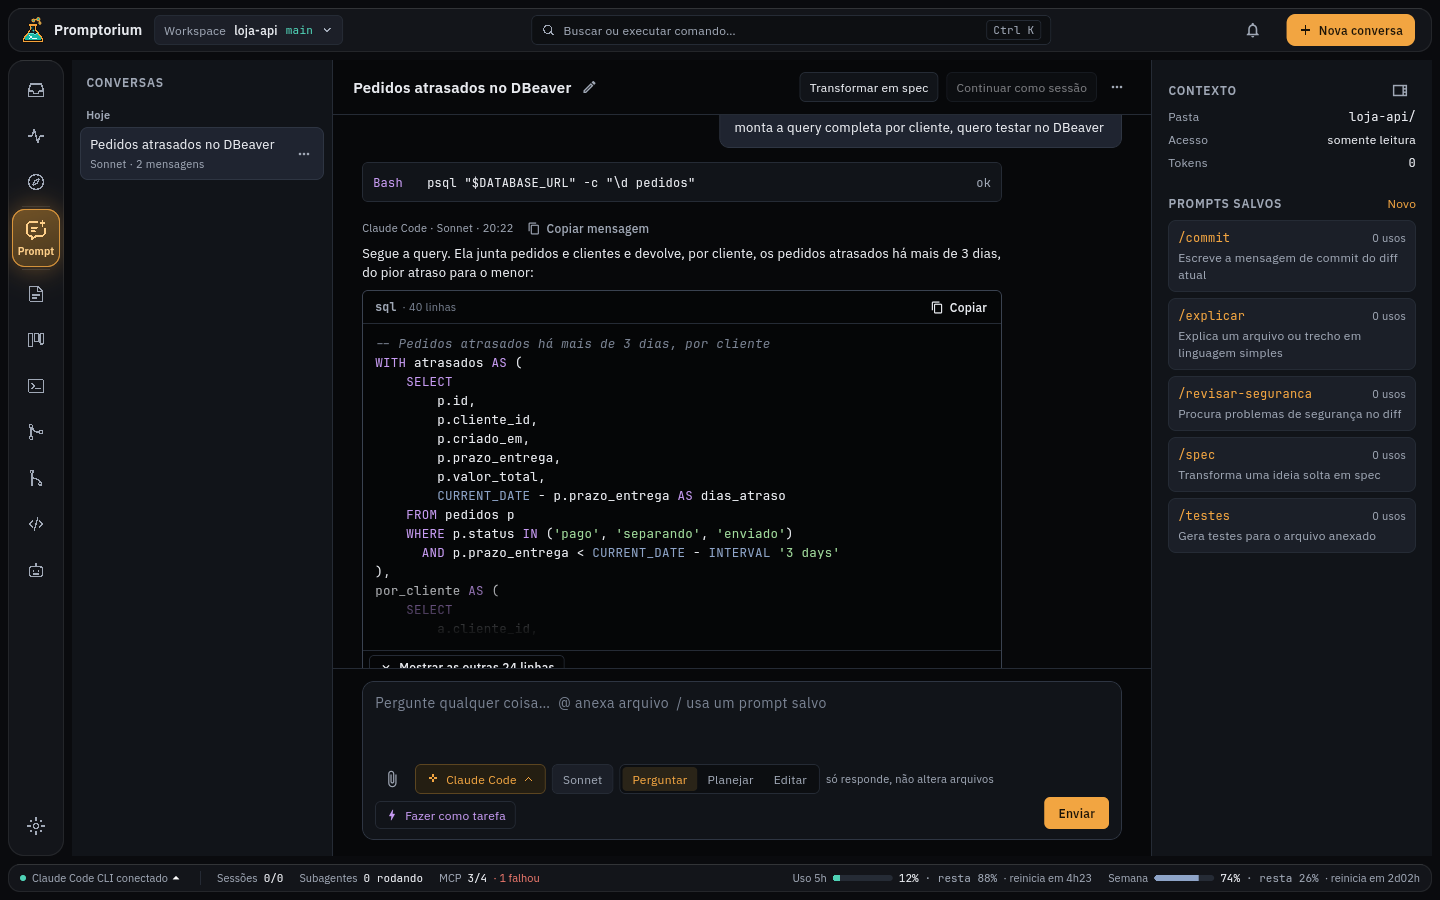 Promptorium
Workspace loja-api main
Buscar ou executar comando...
Ctrl K
Nova conversa
CONVERSAS
Hoje
Pedidos atrasados no DBeaver
Sonnet · 2 mensagens
Prompt
Pedidos atrasados no DBeaver
Transformar em spec
Continuar como sessão
monta a query completa por cliente, quero testar no DBeaver
Bash psql "$DATABASE_URL" -c "\d pedidos" ok
Claude Code · Sonnet · 20:22 Copiar mensagem
Segue a query. Ela junta pedidos e clientes e devolve, por cliente, os pedidos atrasados há mais de 3 dias,
do pior atraso para o menor:
sql · 40 linhas
Copiar
-- Pedidos atrasados há mais de 3 dias, por cliente
WITH atrasados AS (
    SELECT
        p.id,
        p.cliente_id,
        p.criado_em,
        p.prazo_entrega,
        p.valor_total,
        CURRENT_DATE - p.prazo_entrega AS dias_atraso
    FROM pedidos p
    WHERE p.status IN ('pago', 'separando', 'enviado')
      AND p.prazo_entrega < CURRENT_DATE - INTERVAL '3 days'
),
por_cliente AS (
    SELECT
        a.cliente_id,
Mostrar as outras 24 linhas
Pergunte qualquer coisa... @ anexa arquivo / usa um prompt salvo
Claude Code
Sonnet
Perguntar
Planejar
Editar
só responde, não altera arquivos
Fazer como tarefa
Enviar
CONTEXTO
Pasta loja-api/
Acesso somente leitura
Tokens 0
PROMPTS SALVOS Novo
/commit 0 usos
Escreve a mensagem de commit do diff
atual
/explicar 0 usos
Explica um arquivo ou trecho em
linguagem simples
/revisar-seguranca 0 usos
Procura problemas de segurança no diff
/spec 0 usos
Transforma uma ideia solta em spec
/testes 0 usos
Gera testes para o arquivo anexado
Claude Code CLI conectado
Sessões 0/0
Subagentes 0 rodando
MCP 3/4 · 1 falhou
Uso 5h 12% · resta 88% · reinicia em 4h23
Semana 74% · resta 26% · reinicia em 2d02h